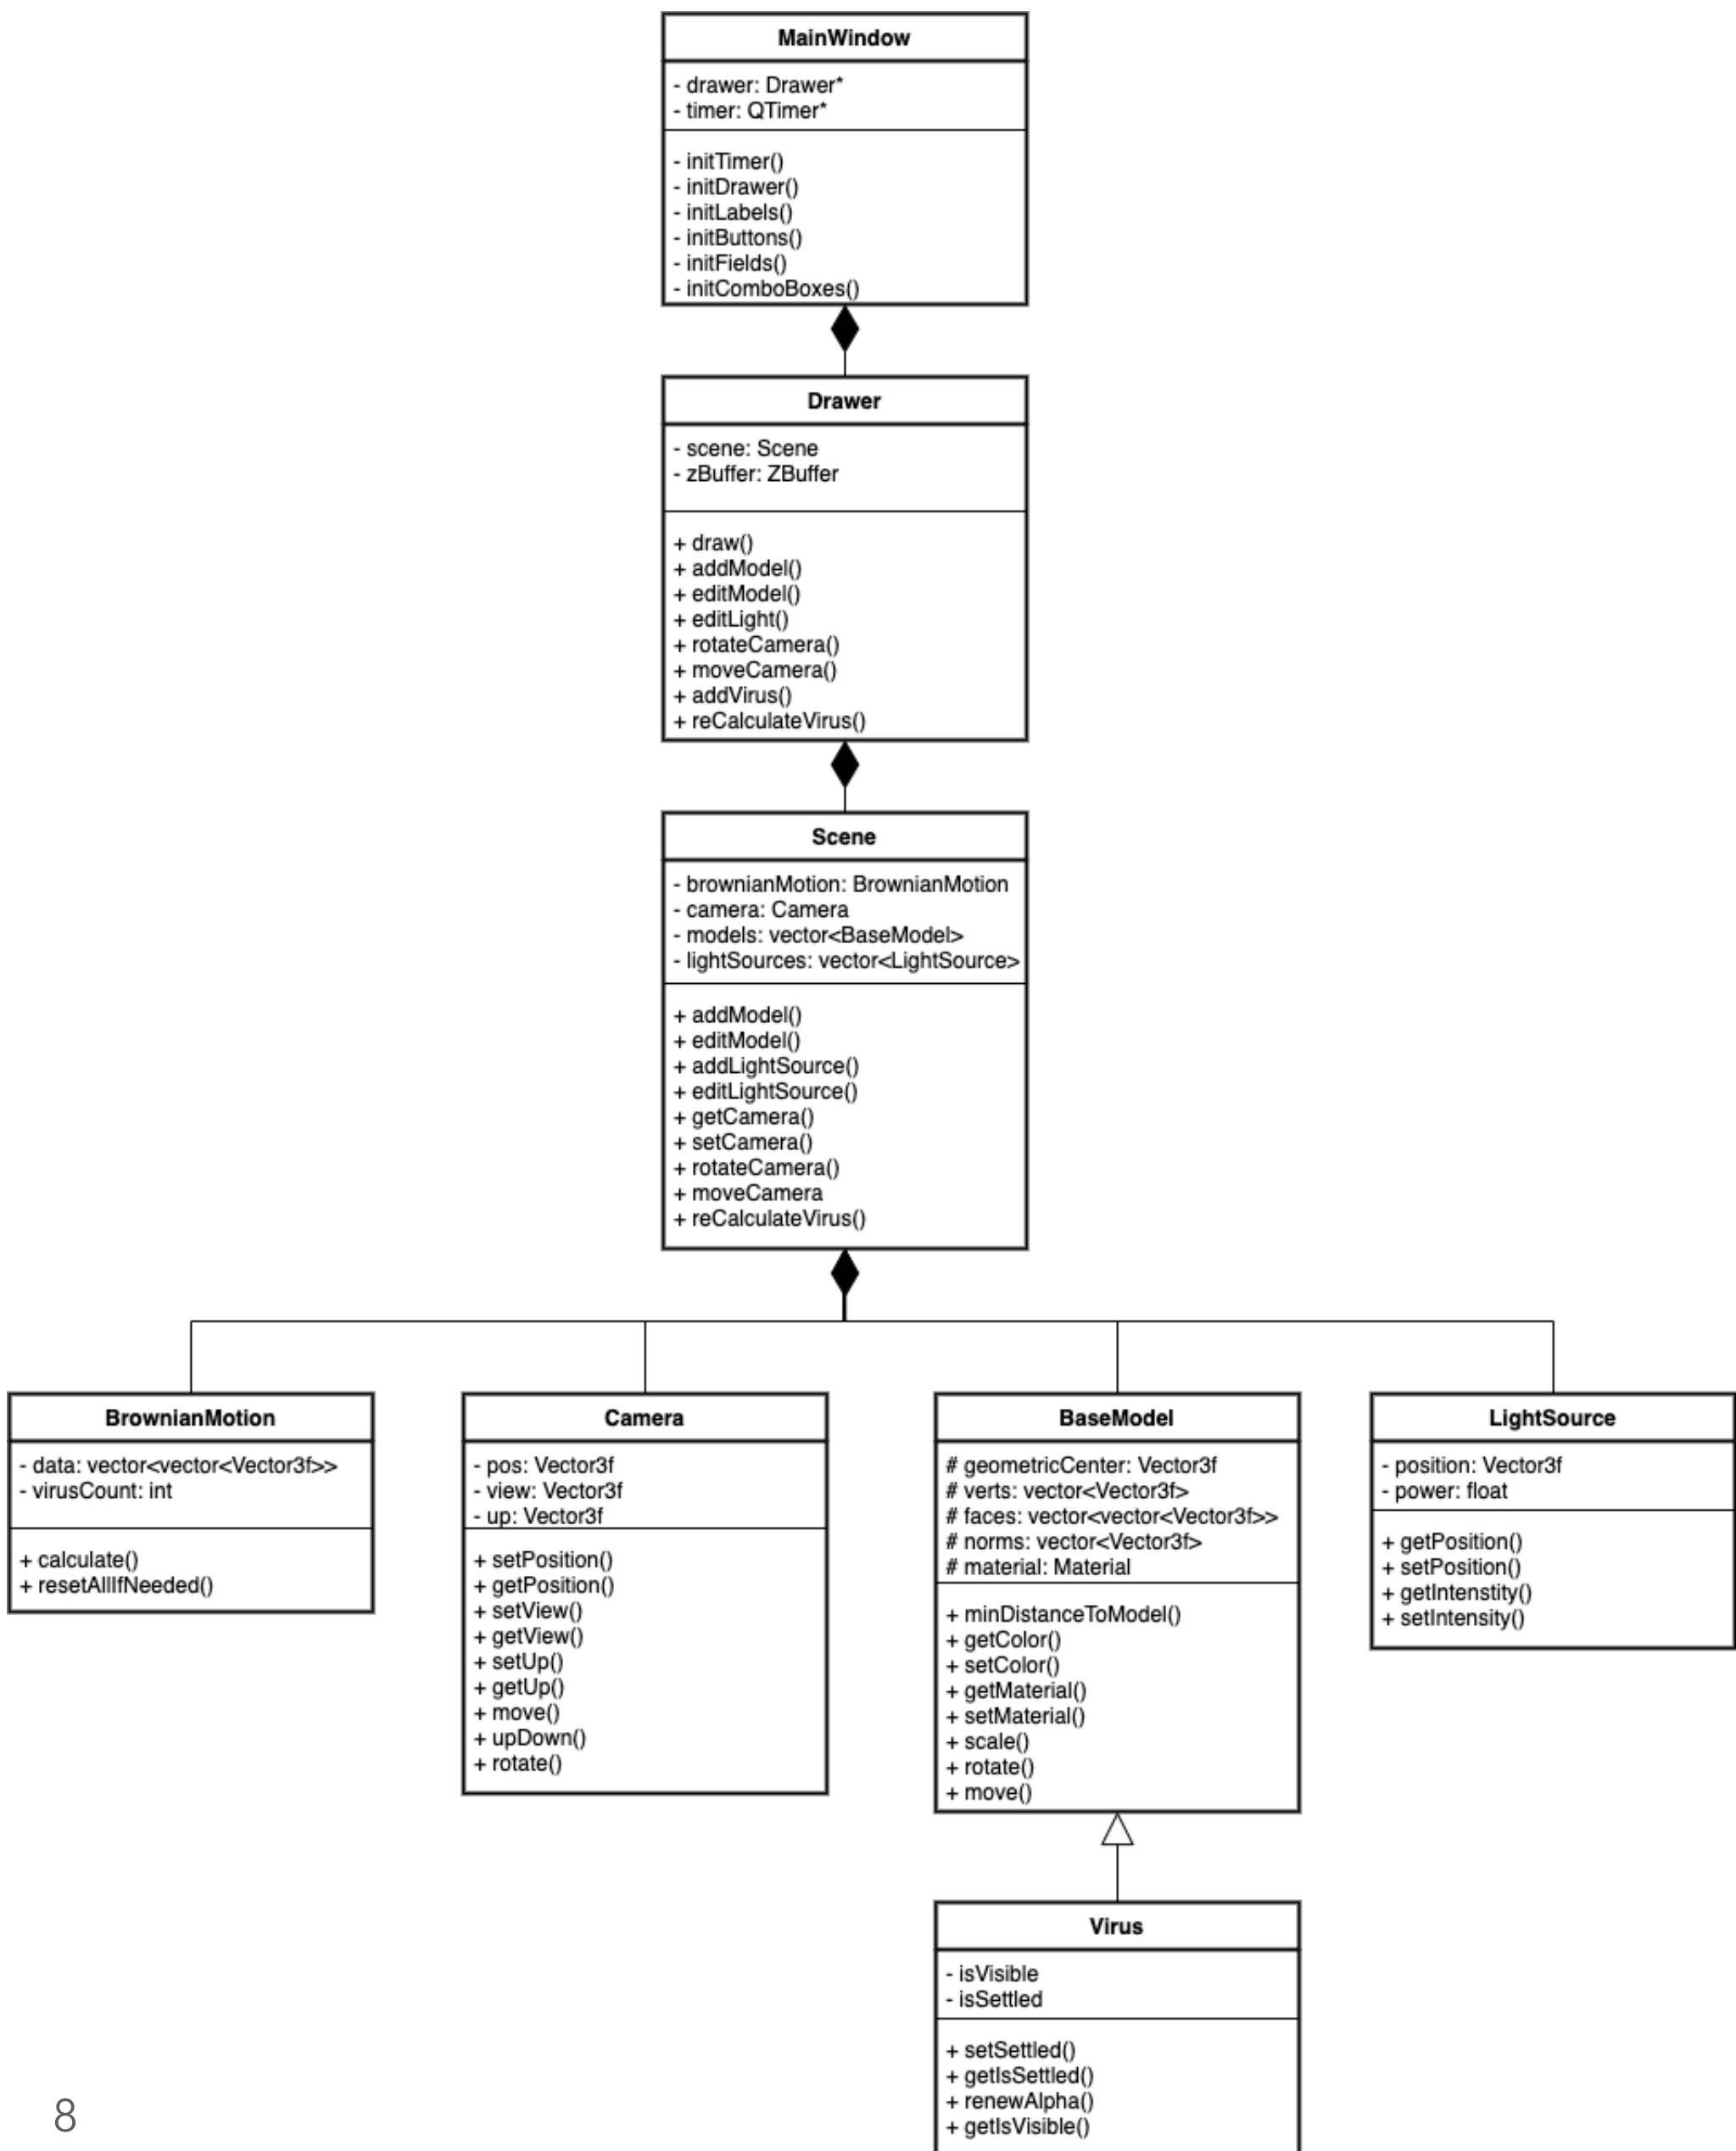 MainWindow
- drawer: Drawer*
- timer: QTimer*
- initTimer()
- initDrawer()
- initLabels()
- initButtons()
- initFields()
- initComboBoxes()
Drawer
- scene: Scene
- zBuffer: ZBuffer
+ draw()
+ addModel()
+ editModel()
+ editLight()
+ rotateCamera()
+ moveCamera()
+ addVirus()
+ reCalculateVirus()
Scene
- brownianMotion: BrownianMotion
- camera: Camera
- models: vector<BaseModel>
- lightSources: vector<LightSource>
+ addModel()
+ editModel()
+ addLightSource()
+ editLightSource()
+ getCamera()
+ setCamera()
+ rotateCamera()
+ moveCamera
+ reCalculateVirus()
BrownianMotion
- data: vector<vector<Vector3f>>
- virusCount: int
+ calculate()
+ resetAllIfNeeded()
Camera
- pos: Vector3f
- view: Vector3f
- up: Vector3f
+ setPosition()
+ getPosition()
+ setView()
+ getView()
+ setUp()
+ getUp()
+ move()
+ upDown()
+ rotate()
BaseModel
# geometricCenter: Vector3f
# verts: vector<Vector3f>
# faces: vector<vector<Vector3f>>
# norms: vector<Vector3f>
# material: Material
+ minDistanceToModel()
+ getColor()
+ setColor()
+ getMaterial()
+ setMaterial()
+ scale()
+ rotate()
+ move()
LightSource
- position: Vector3f
- power: float
+ getPosition()
+ setPosition()
+ getIntenstity()
+ setIntensity()
Virus
- isVisible
- isSettled
+ setSettled()
+ getIsSettled()
+ renewAlpha()
+ getIsVisible()
8